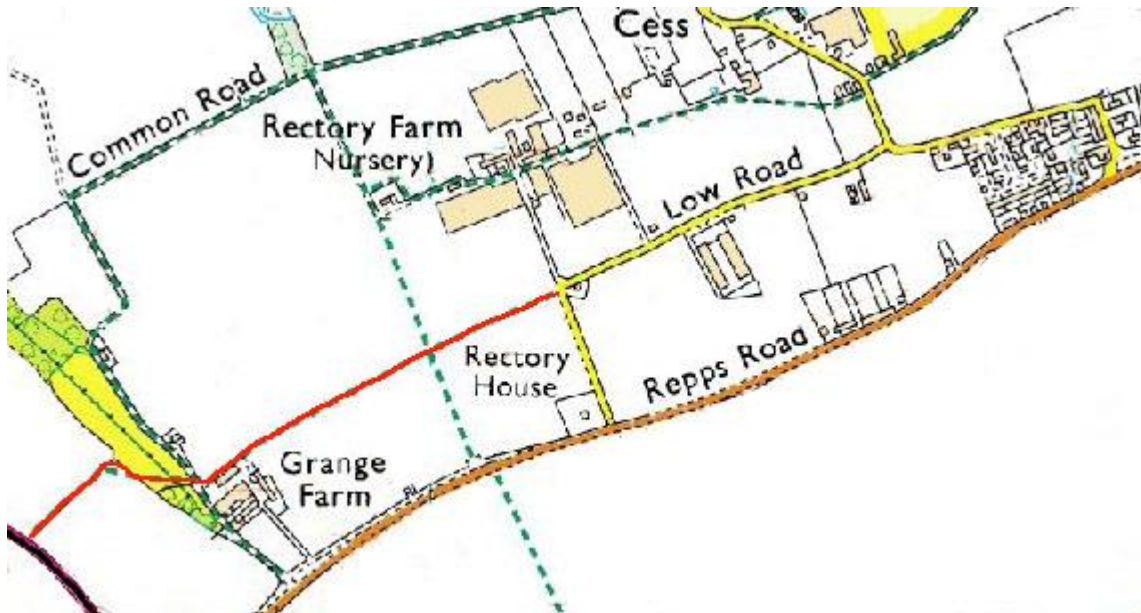 Cess
Common Road
Rectory Farm
Nursery)
Low Road
Rectory
House
Repps Road
Grange
Farm